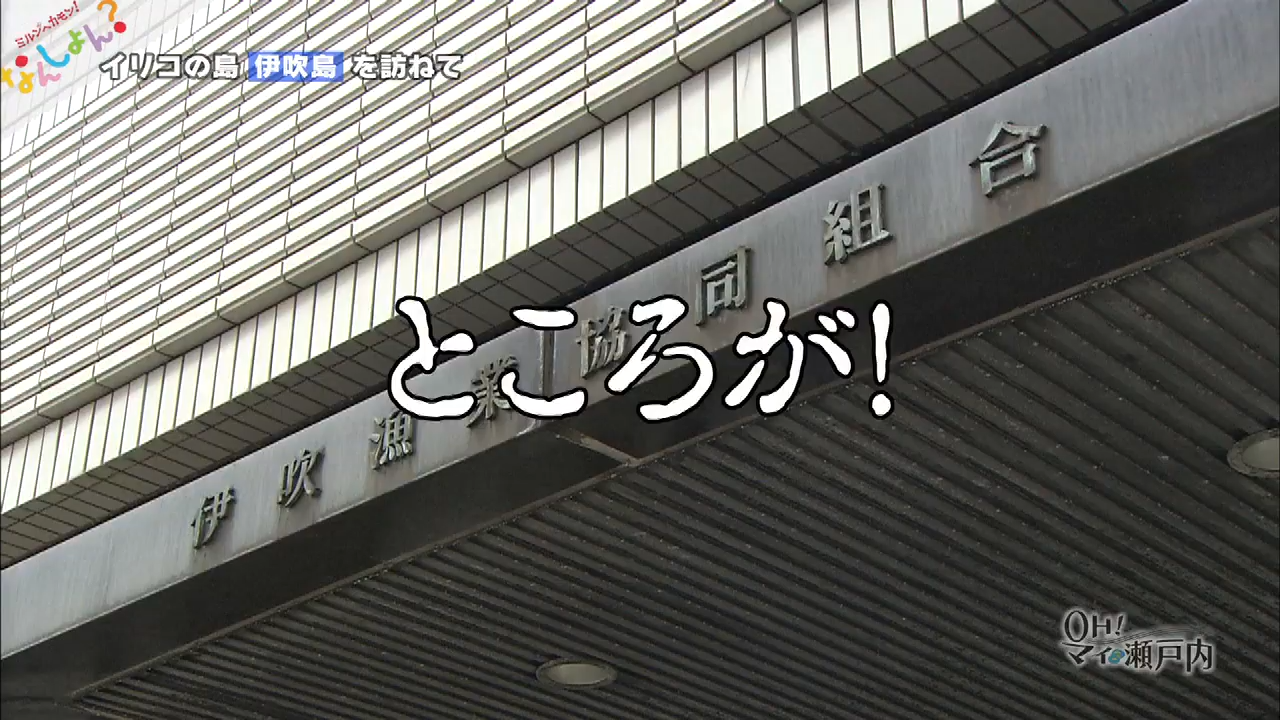 ミルン♪カモン!
なんしょん?
イリコの島 伊吹島 を訪ねて
伊吹漁業協同組合
ところが!
OH!
マイ瀬戸内